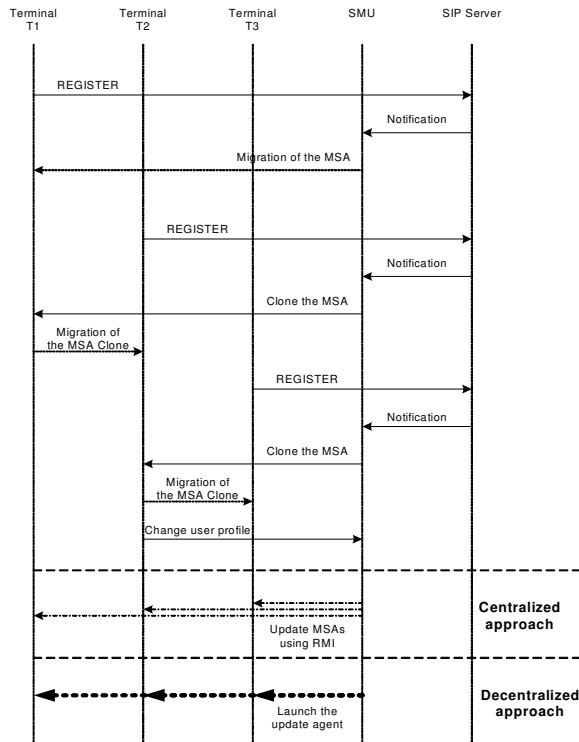 Terminal Terminal Terminal SMU SIP Server
T1 T2 T3
REGISTER
Notification
Migration of the MSA
REGISTER
Notification
Clone the MSA
Migration of
the MSA Clone
REGISTER
Notification
Clone the MSA
Migration of
the MSA Clone
Change user profile
Centralized
approach
Update MSAs
using RMI
Decentralized
approach
Launch the
update agent